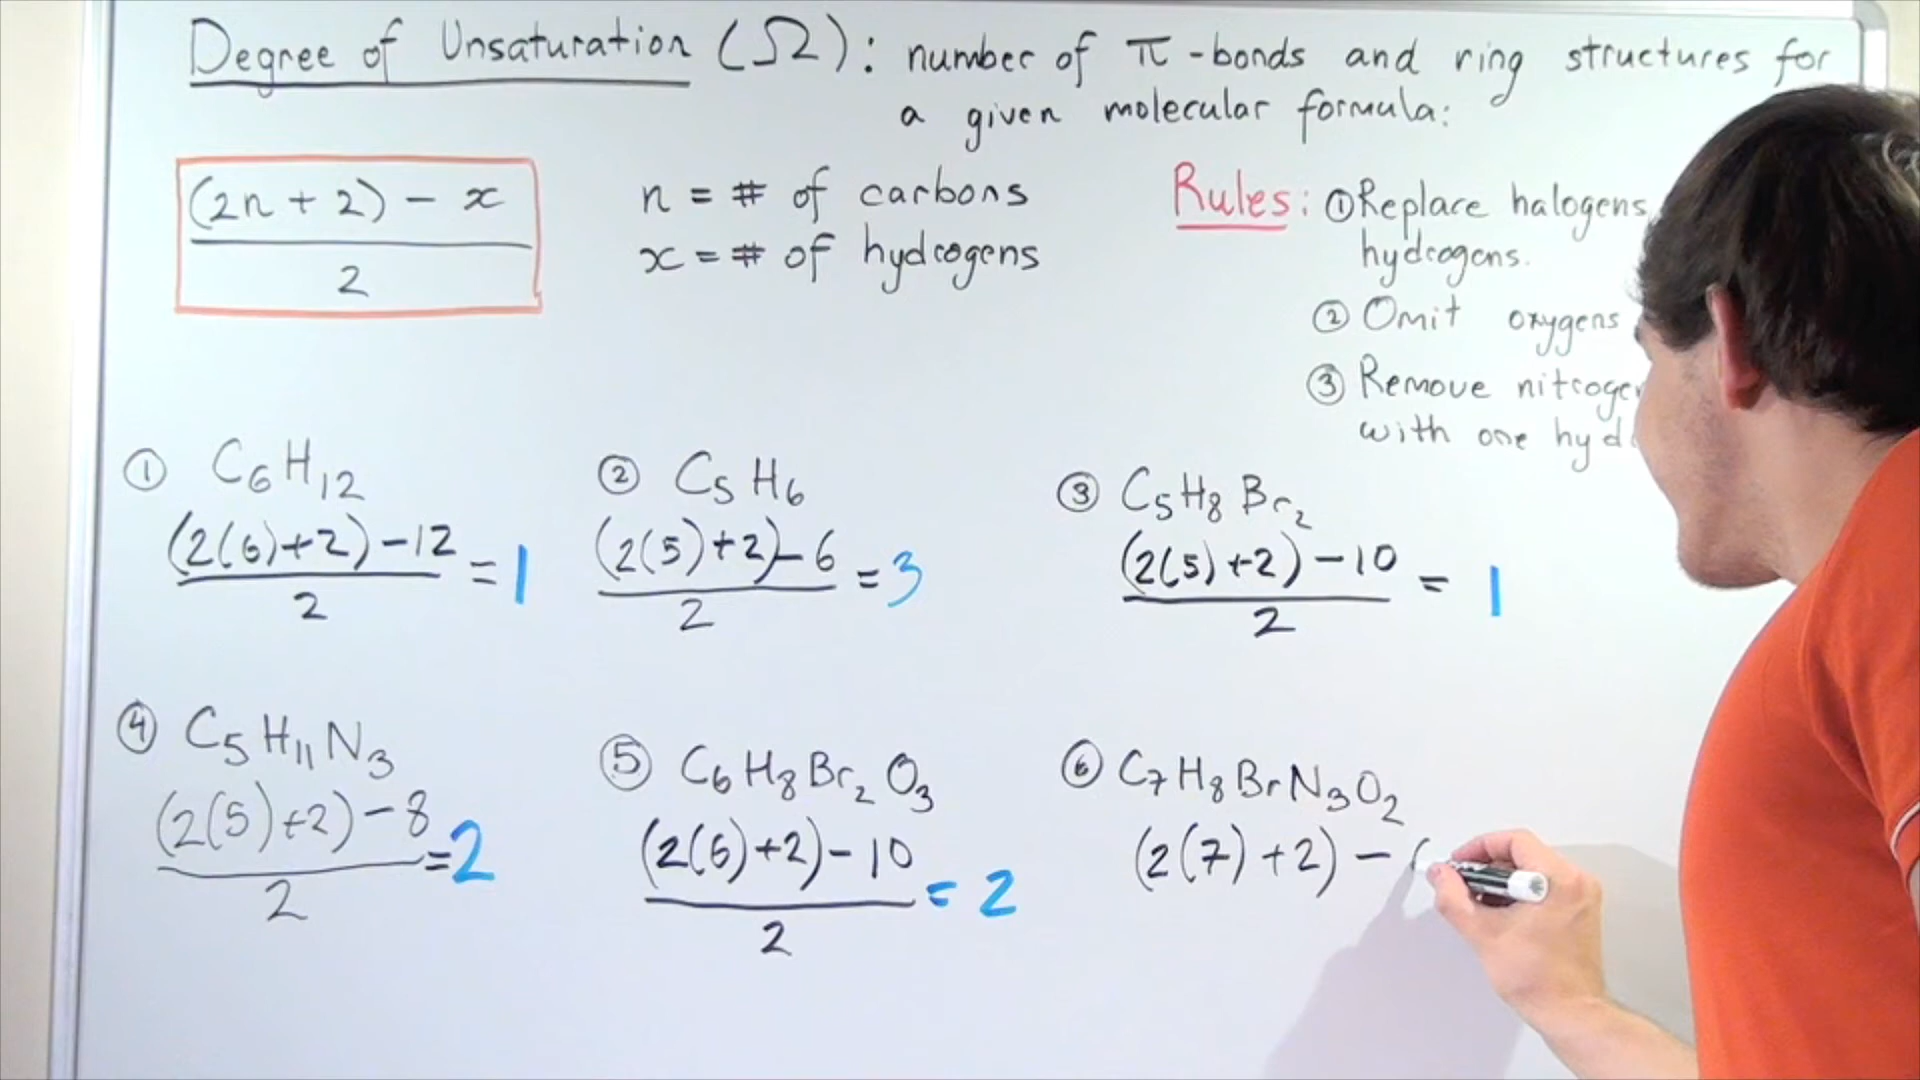 Degree of Unsaturation (Ω): number of π-bonds and ring structures for
a given molecular formula:
(2n + 2) - x
2
n = # of carbons
x = # of hydrogens
Rules: ① Replace halogens
hydrogens.
② Omit oxygens
③ Remove
with one
① C₆H₁₂
(2(6)+2)-12
2
= 1
② C₅H₆
(2(5)+2)-6
2
= 3
③ C₅H₈Br₂
(2(5)+2)-10
2
= 1
④ C₅H₁₁N₃
(2(5)+2)-8
2
=2
⑤ C₆H₈Br₂O₃
(2(6)+2)-10
2
= 2
⑥ C₇H₈BrN₃O₂
(2(7)+2)-